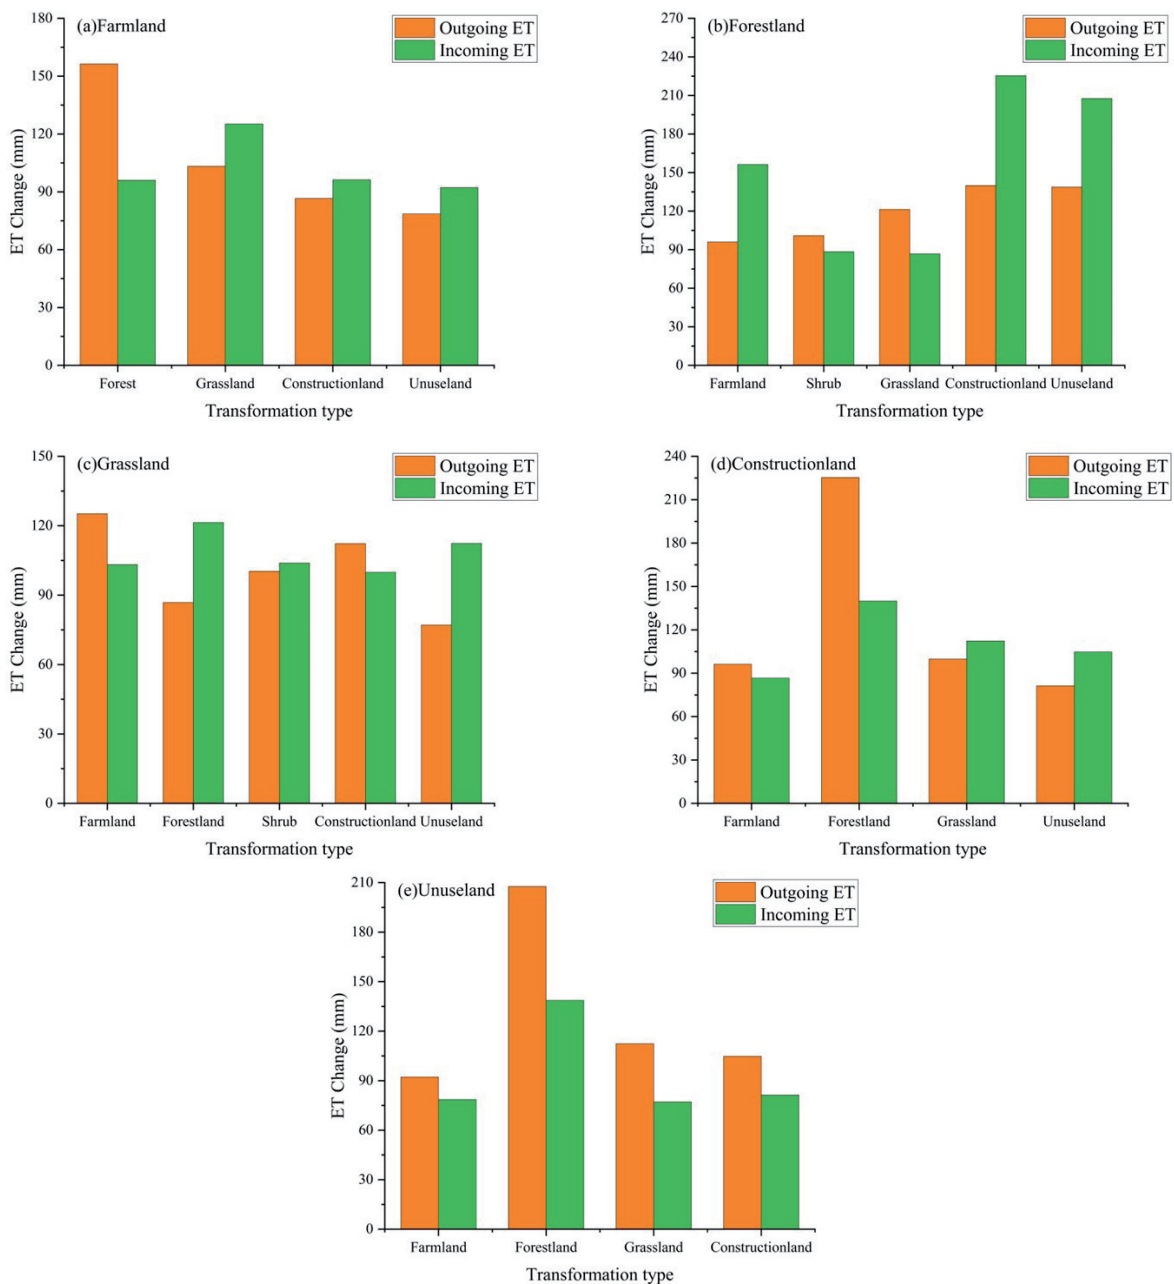 (a)Farmland
Outgoing ET
Incoming ET
ET Change (mm)
180
150
120
90
60
30
0
Forest Grassland Constructionland Unuseland
Transformation type
(b)Forestland
Outgoing ET
Incoming ET
ET Change (mm)
270
240
210
180
150
120
90
60
30
0
Farmland Shrub Grassland Constructionland Unuseland
Transformation type
(c)Grassland
Outgoing ET
Incoming ET
ET Change (mm)
150
120
90
60
30
0
Farmland Forestland Shrub Constructionland Unuseland
Transformation type
(d)Constructionland
Outgoing ET
Incoming ET
ET Change (mm)
240
210
180
150
120
90
60
30
0
Farmland Forestland Grassland Unuseland
Transformation type
(e)Unuseland
Outgoing ET
Incoming ET
ET Change (mm)
210
180
150
120
90
60
30
0
Farmland Forestland Grassland Constructionland
Transformation type